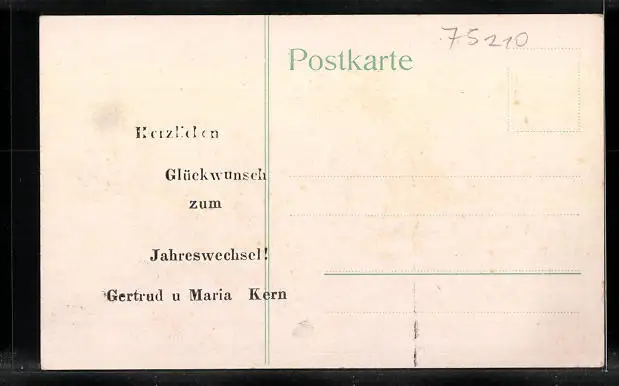 75210
Postkarte
Herzlichen
Glückwunsch
zum
Jahreswechsel!
Gertrud u Maria Kern